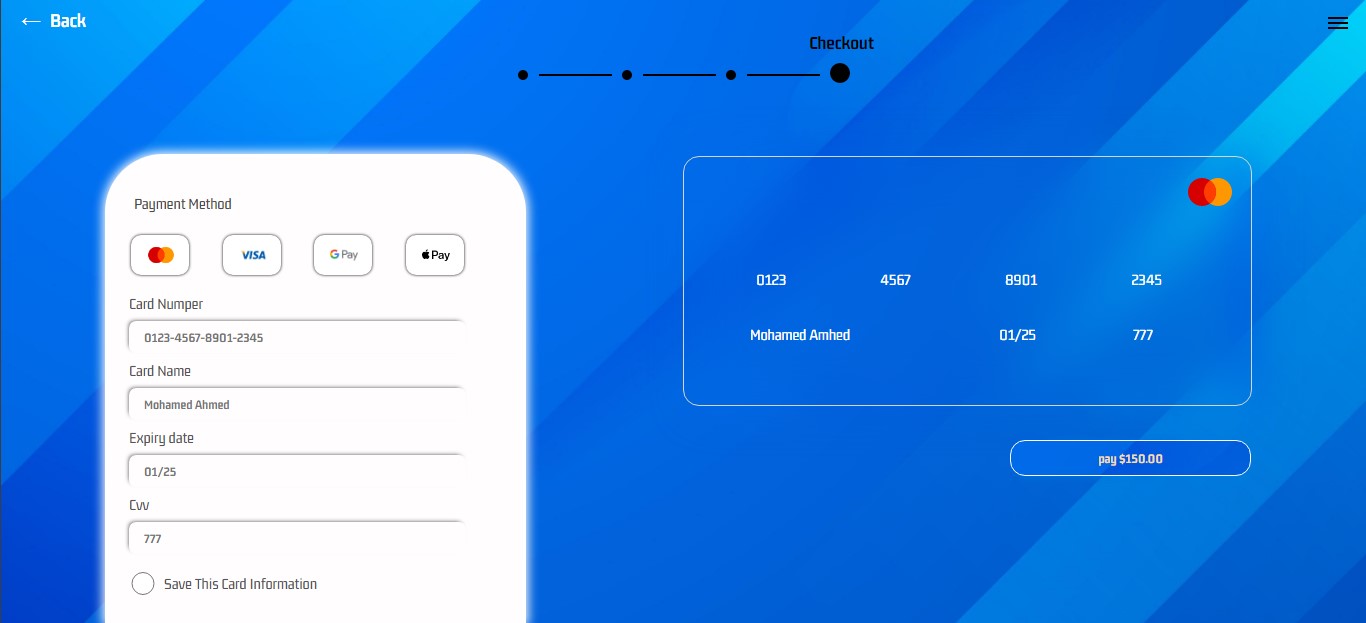 ← Back
Checkout
Payment Method
VISA
G Pay
Pay
Card Numper
0123-4567-8901-2345
Card Name
Mohamed Ahmed
Expiry date
01/25
Cvv
777
Save This Card Information
0123 4567 8901 2345
Mohamed Amhed 01/25 777
pay $150.00